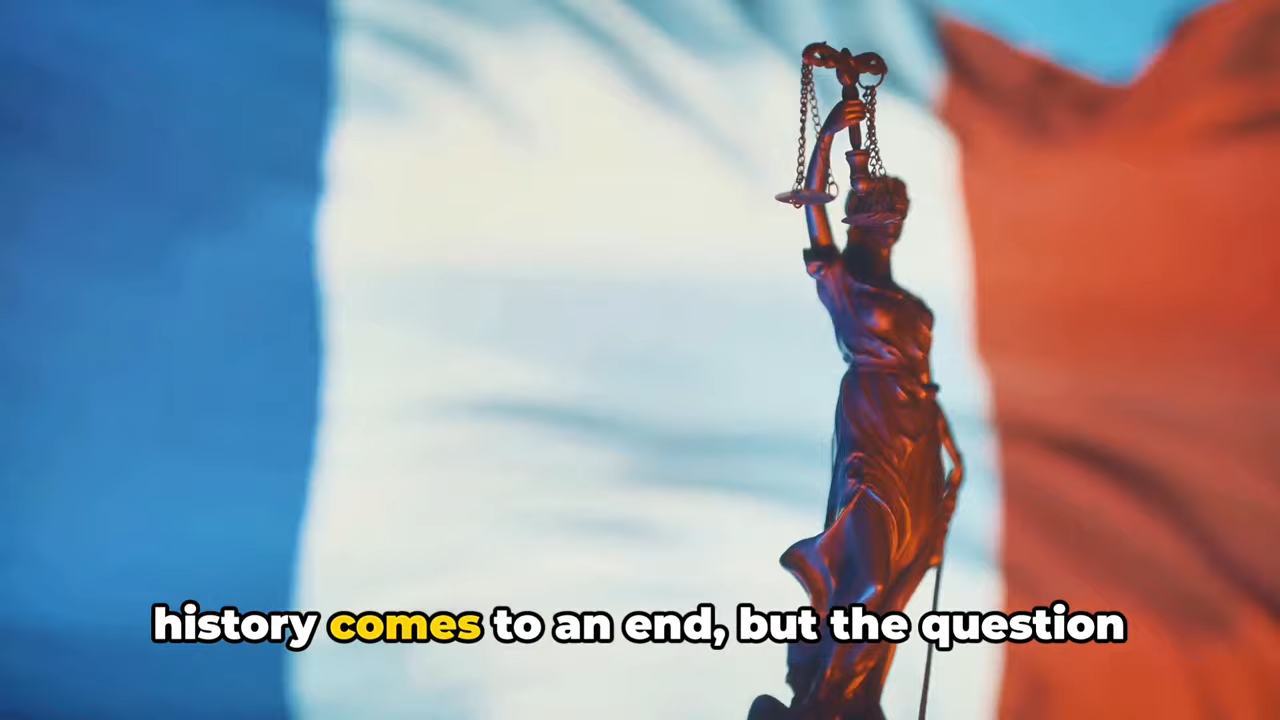 history comes to an end, but the question